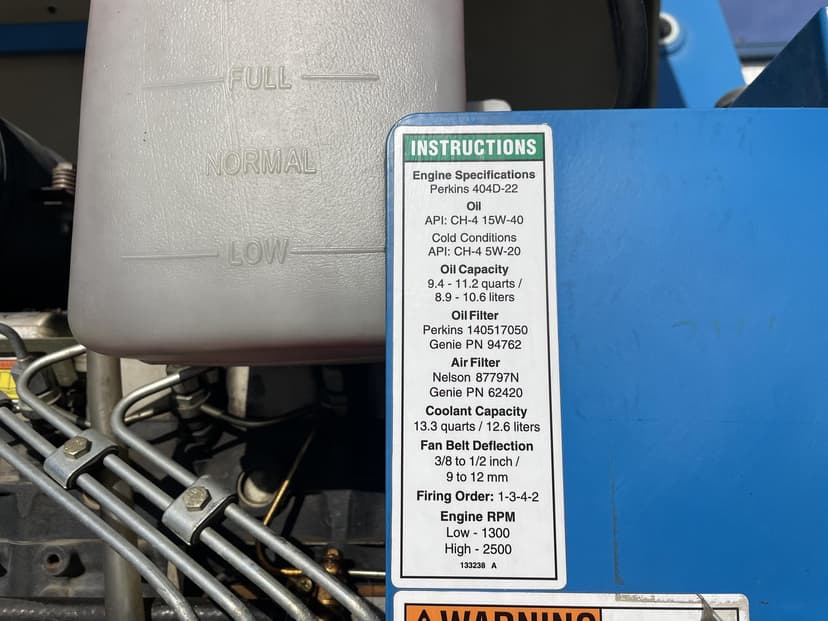 FULL
NORMAL
LOW
INSTRUCTIONS
Engine Specifications
Perkins 404D-22
Oil
API: CH-4 15W-40
Cold Conditions
API: CH-4 5W-20
Oil Capacity
9.4 - 11.2 quarts /
8.9 - 10.6 liters
Oil Filter
Perkins 140517050
Genie PN 94762
Air Filter
Nelson 87797N
Genie PN 62420
Coolant Capacity
13.3 quarts / 12.6 liters
Fan Belt Deflection
3/8 to 1/2 inch /
9 to 12 mm
Firing Order: 1-3-4-2
Engine RPM
Low - 1300
High - 2500
133238 A
WARNING